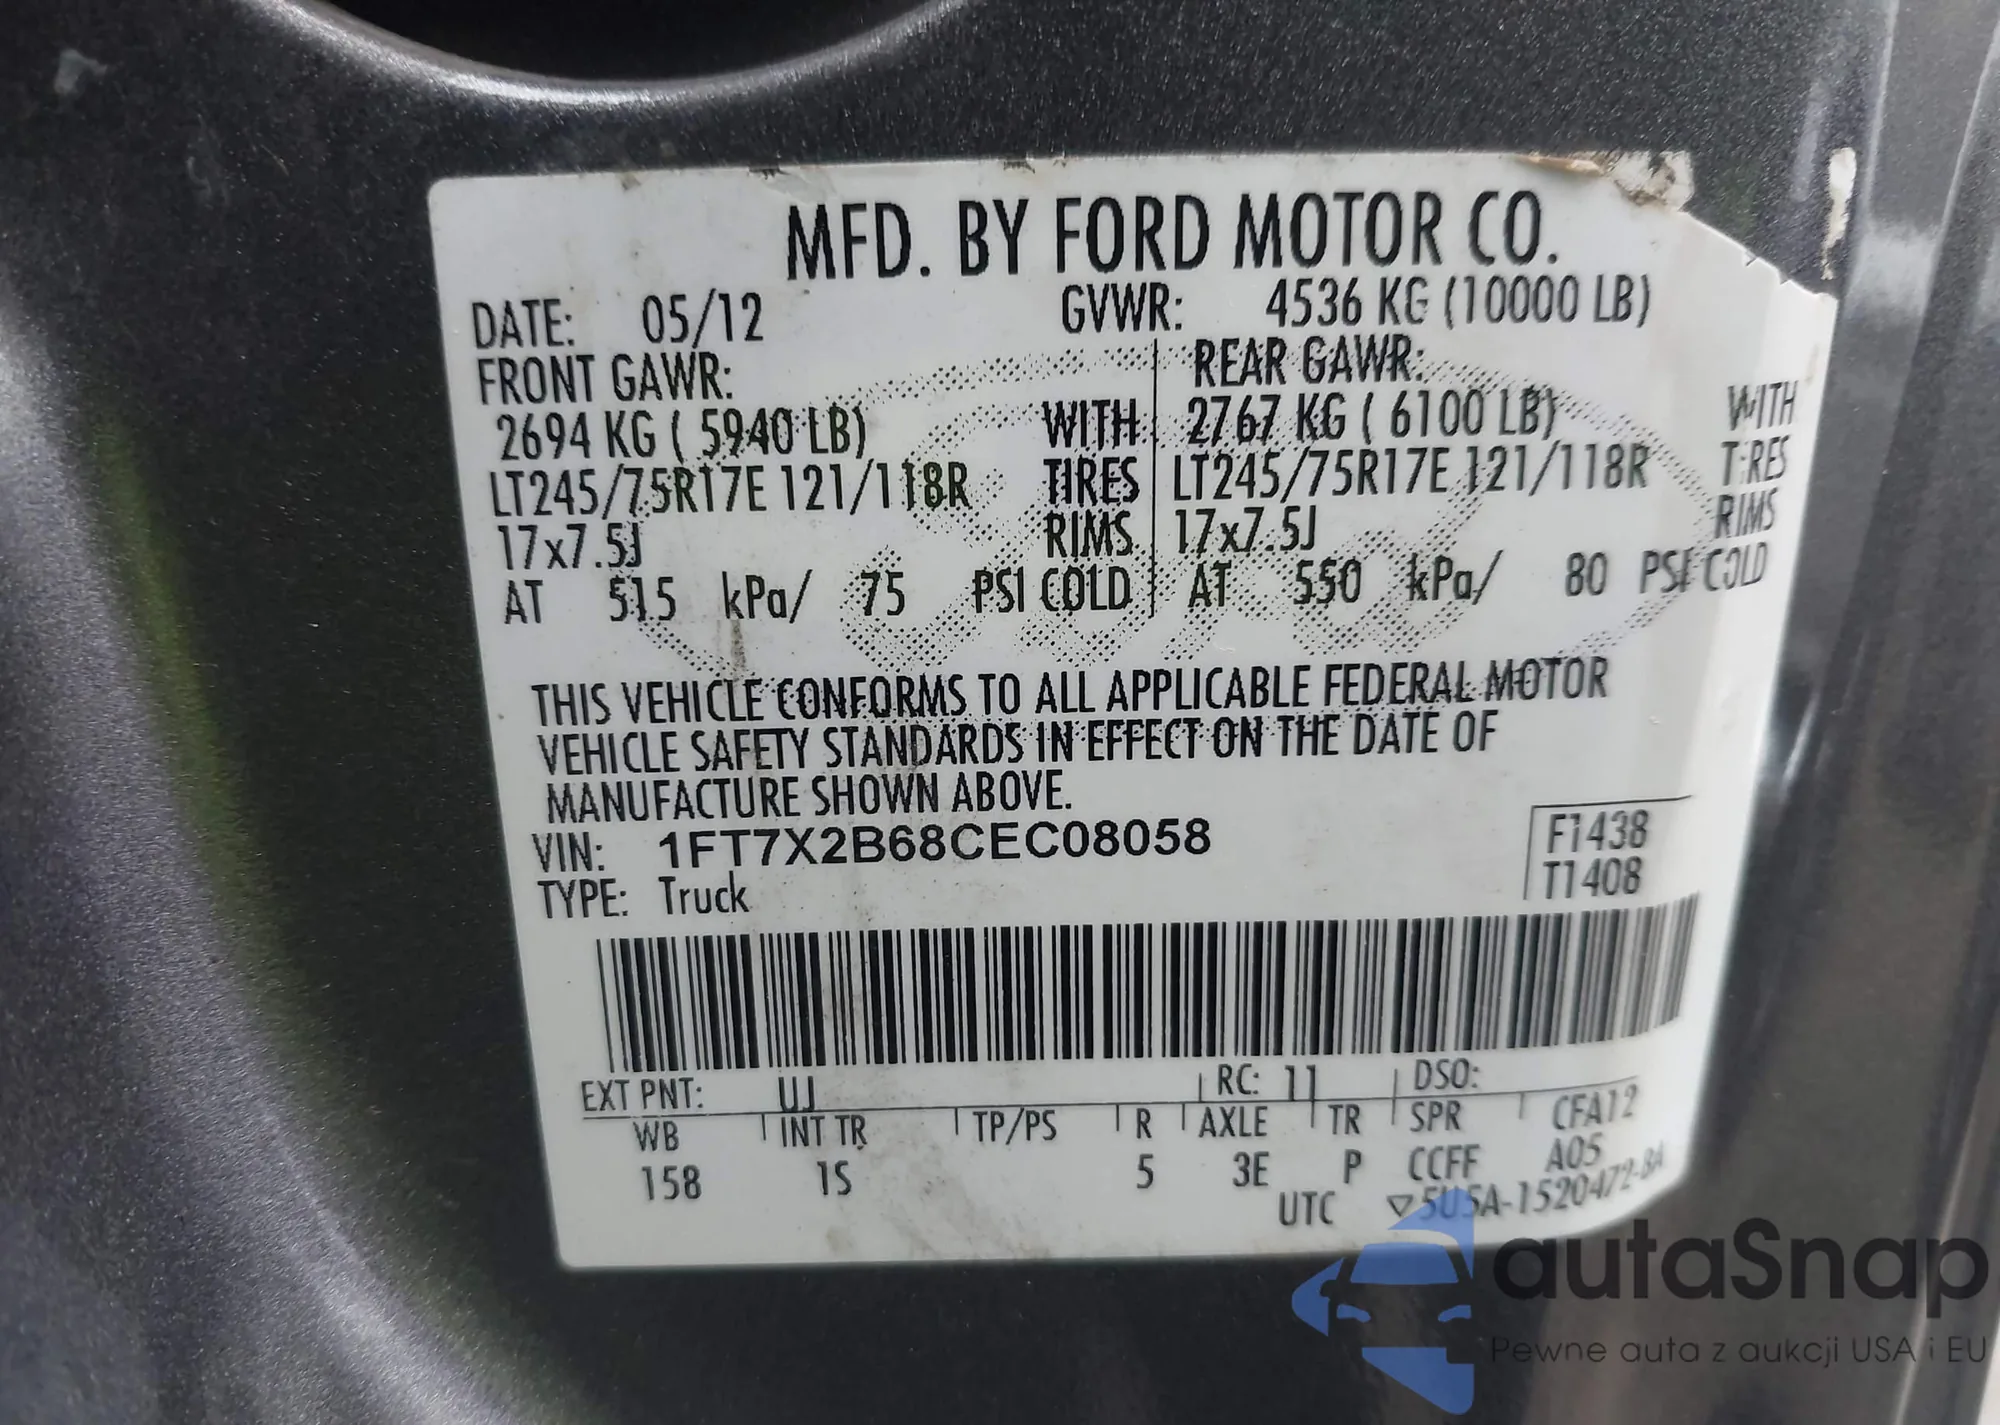 MFD. BY FORD MOTOR CO.
DATE: 05/12 GVWR: 4536 KG (10000 LB)
FRONT GAWR: REAR GAWR:
2694 KG ( 5940 LB) WITH 2767 KG ( 6100 LB) WITH
LT245/75R17E 121/118R TIRES LT245/75R17E 121/118R TIRES
17x7.5J RIMS 17x7.5J RIMS
AT 515 kPa/ 75 PSI COLD AT 550 kPa/ 80 PSI COLD
THIS VEHICLE CONFORMS TO ALL APPLICABLE FEDERAL MOTOR
VEHICLE SAFETY STANDARDS IN EFFECT ON THE DATE OF
MANUFACTURE SHOWN ABOVE.
VIN: 1FT7X2B68CEC08058 F1438
TYPE: Truck T1408
EXT PNT: UJ RC: 11 DSO:
WB INT TR TP/PS R AXLE TR SPR CFA12
158 1S 5 3E P CCFF A05
UTC ▽5U5A-1520472-BA
autaSnap
Pewne auta z aukcji USA i EU